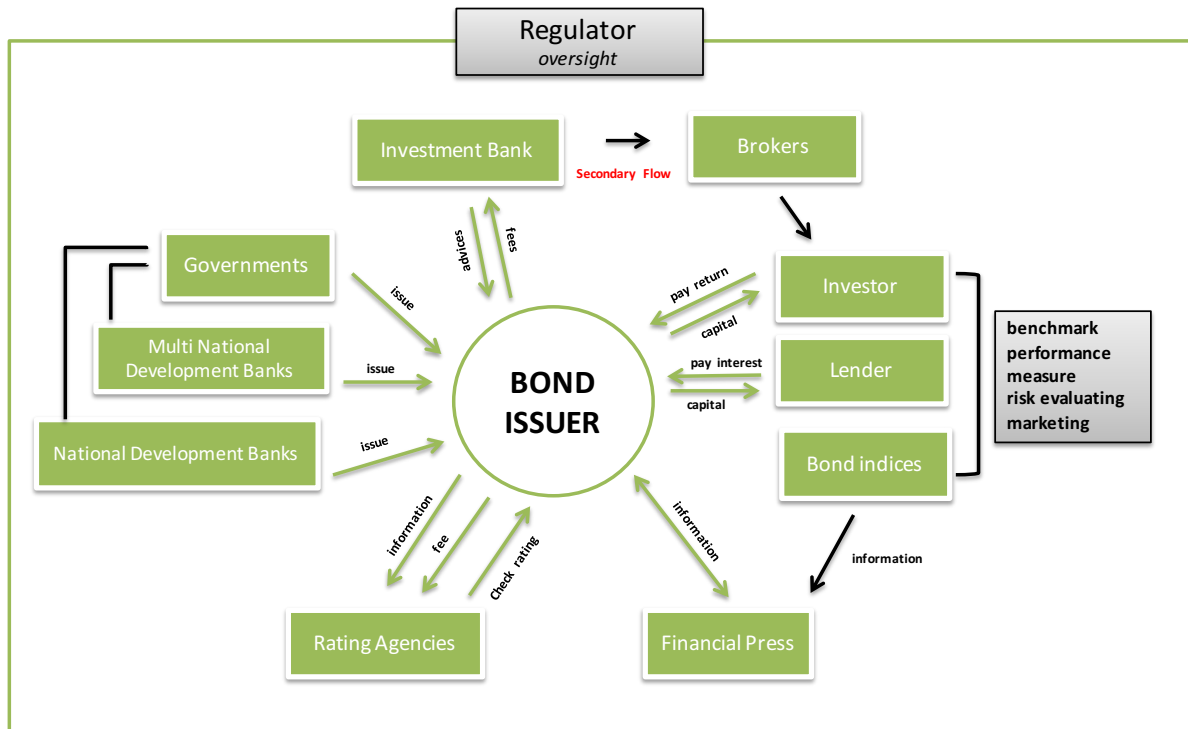 Regulator
oversight
Investment Bank
Secondary Flow
Brokers
advices
fees
Governments
issue
Multi National
Development Banks
issue
National Development Banks
issue
BOND
ISSUER
pay return
capital
Investor
pay interest
capital
Lender
Bond indices
benchmark
performance
measure
risk evaluating
marketing
information
fee
Check rating
information
information
Rating Agencies
Financial Press